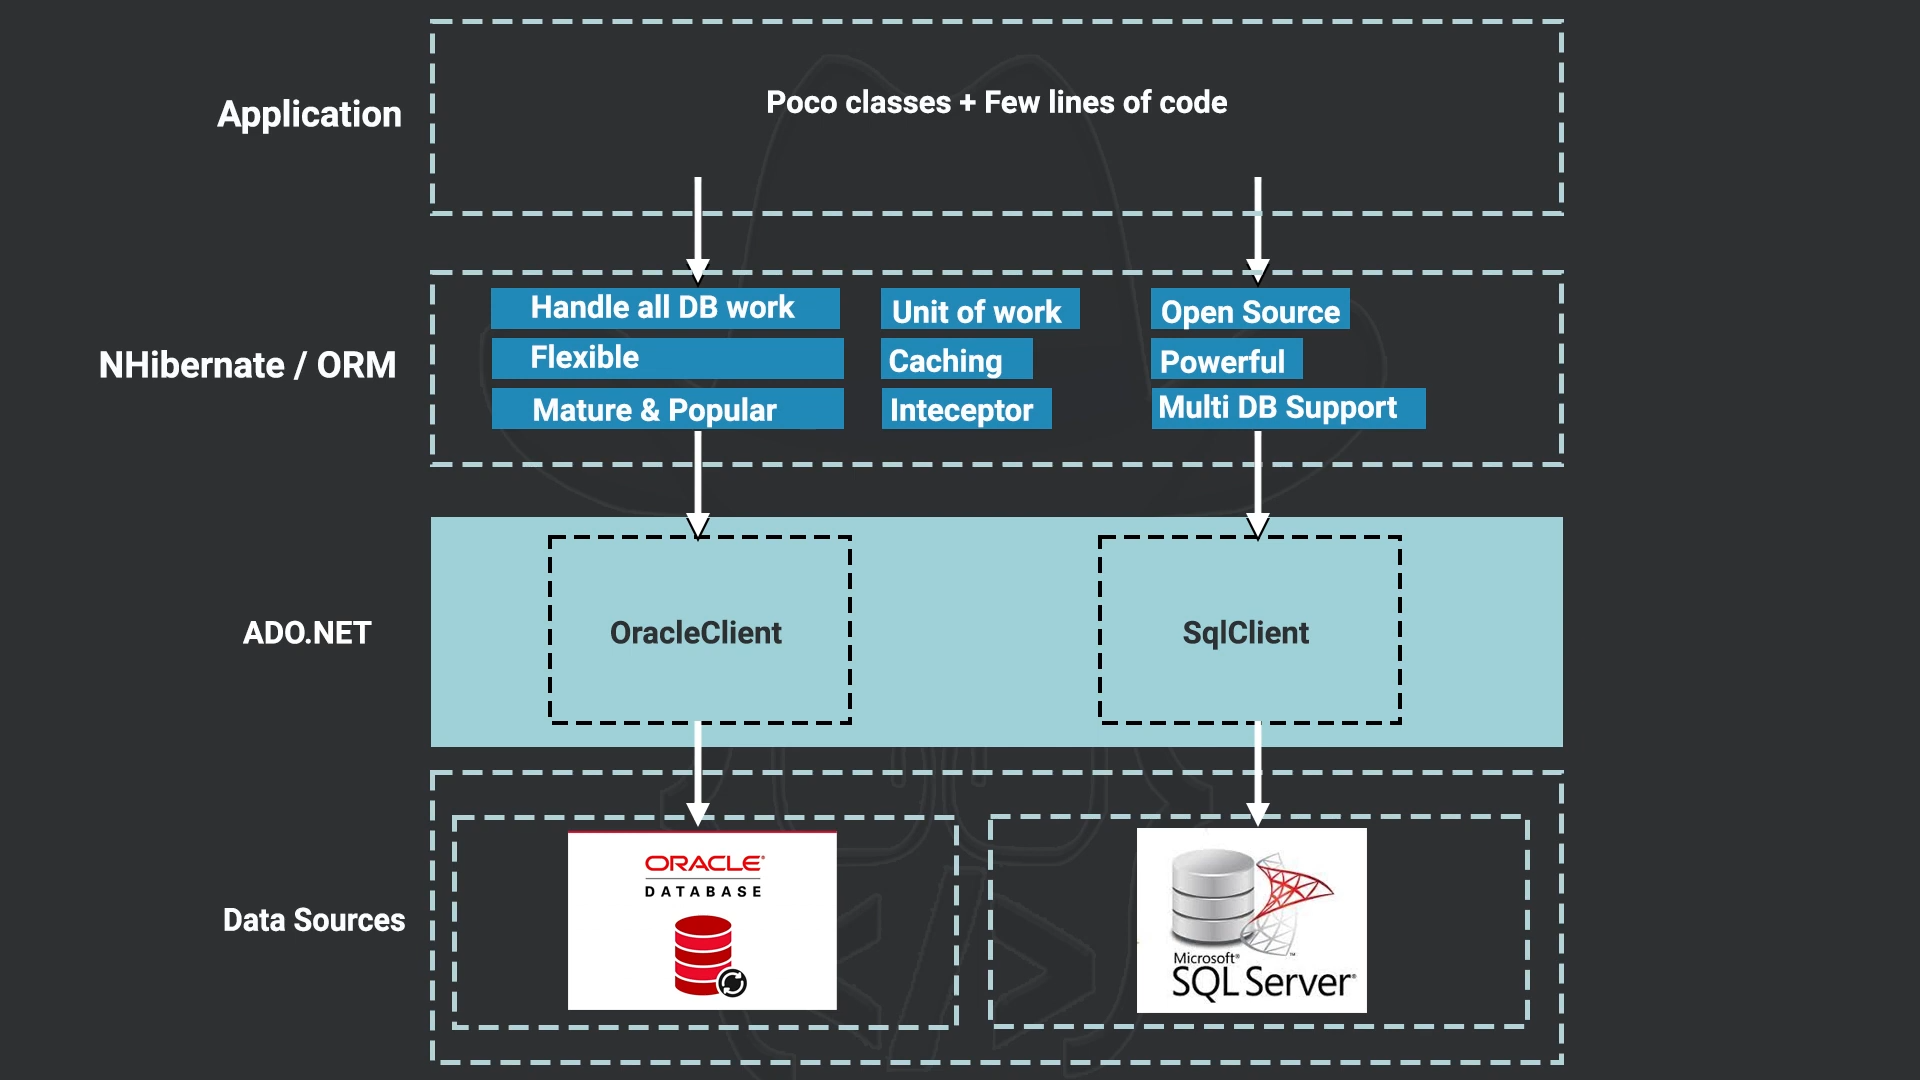 Application
Poco classes + Few lines of code
NHibernate / ORM
Handle all DB work
Unit of work
Open Source
Flexible
Caching
Powerful
Mature & Popular
Inteceptor
Multi DB Support
ADO.NET
OracleClient
SqlClient
Data Sources
ORACLE®
DATABASE
Microsoft®
SQL Server®